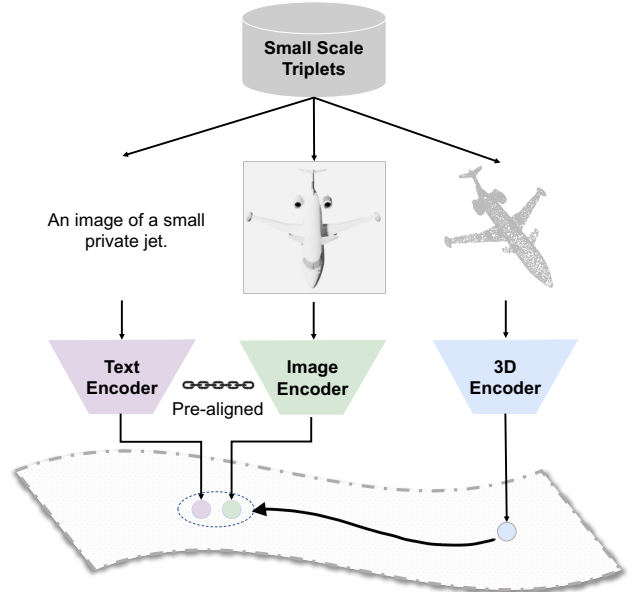 Small Scale
Triplets
An image of a small
private jet.
Text
Encoder
Pre-aligned
Image
Encoder
3D
Encoder